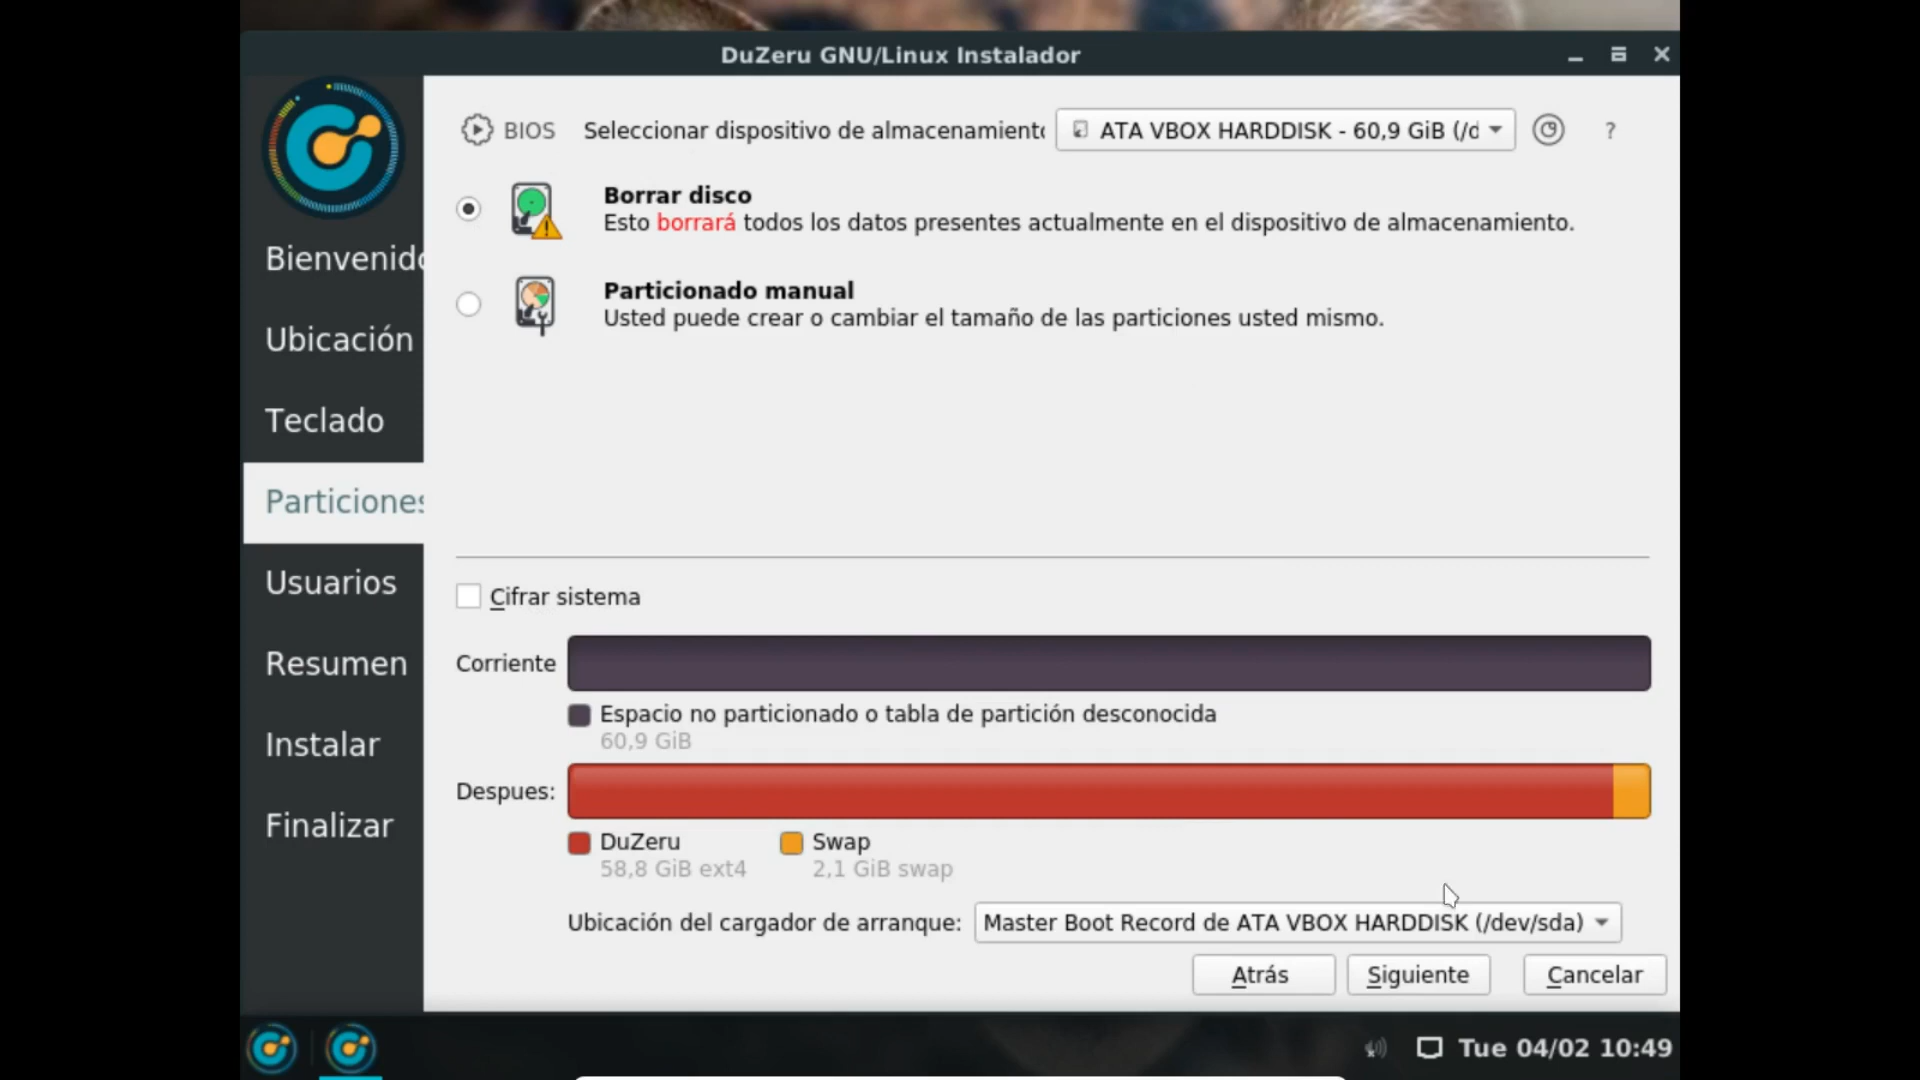 DuZeru GNU/Linux Instalador
BIOS
Seleccionar dispositivo de almacenamiento
ATA VBOX HARDDISK - 60,9 GiB (/d
?
Borrar disco
Esto borrará todos los datos presentes actualmente en el dispositivo de almacenamiento.
Particionado manual
Usted puede crear o cambiar el tamaño de las particiones usted mismo.
Bienvenido
Ubicación
Teclado
Particiones
Usuarios
Resumen
Instalar
Finalizar
Cifrar sistema
Corriente
Espacio no particionado o tabla de partición desconocida
60,9 GiB
Despues:
DuZeru
58,8 GiB ext4
Swap
2,1 GiB swap
Ubicación del cargador de arranque:
Master Boot Record de ATA VBOX HARDDISK (/dev/sda)
Atrás
Siguiente
Cancelar
Tue 04/02 10:49